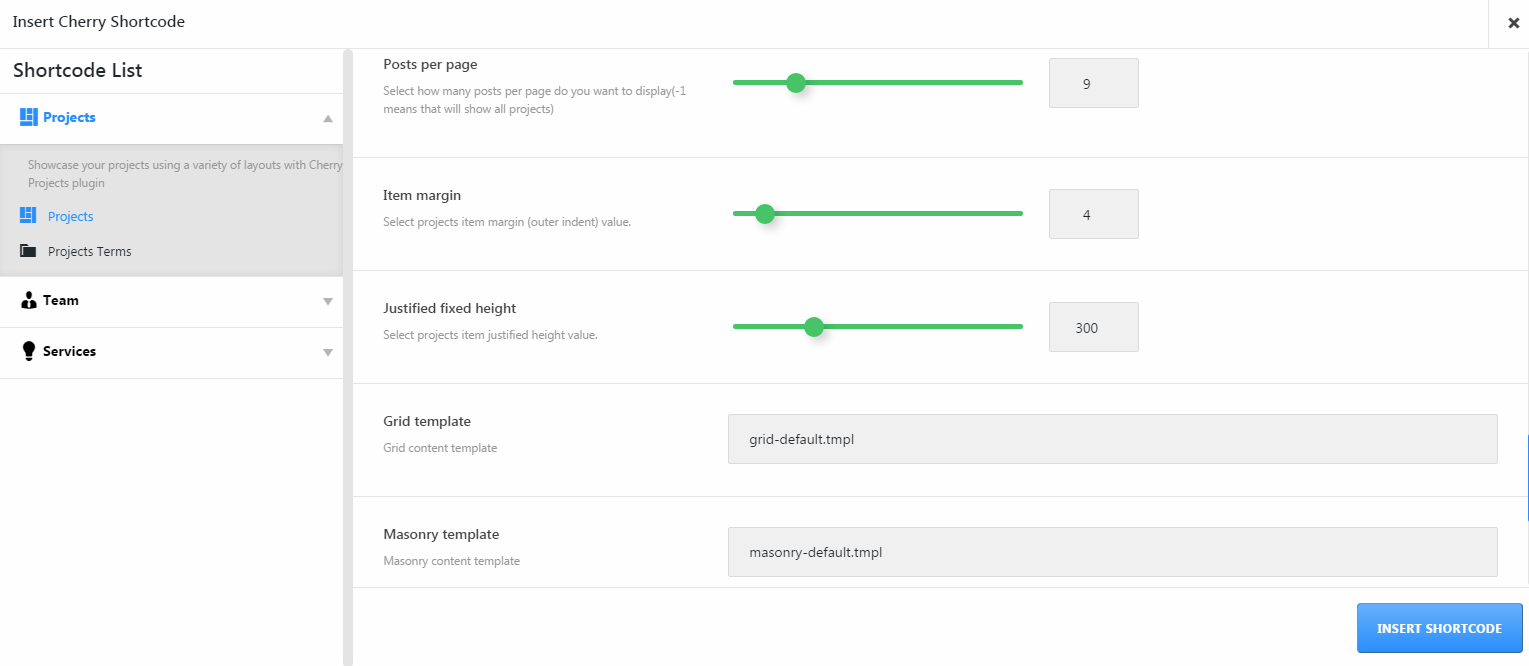 Insert Cherry Shortcode
Shortcode List
Projects
Showcase your projects using a variety of layouts with Cherry
Projects plugin
Projects
Projects Terms
Team
Services
Posts per page
Select how many posts per page do you want to display(-1
means that will show all projects)
9
Item margin
Select projects item margin (outer indent) value.
4
Justified fixed height
Select projects item justified height value.
300
Grid template
Grid content template
grid-default.tmpl
Masonry template
Masonry content template
masonry-default.tmpl
INSERT SHORTCODE